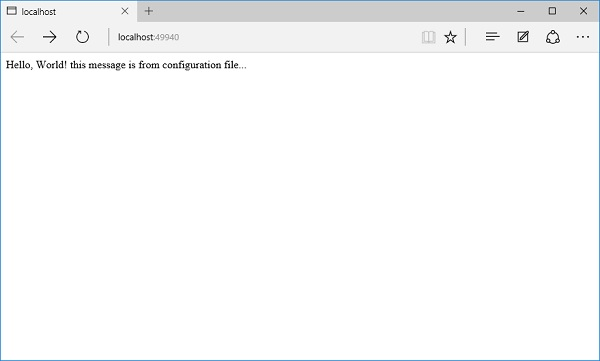 localhost
localhost:49940
Hello, World! this message is from configuration file...